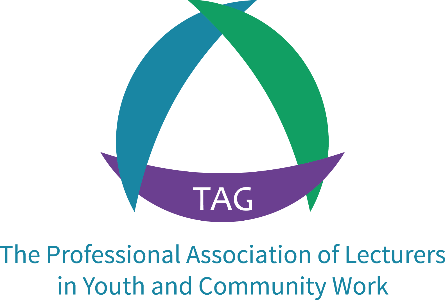 TAG
The Professional Association of Lecturers
in Youth and Community Work